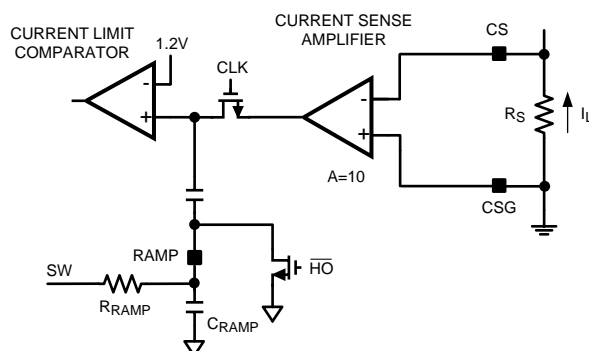 CURRENT LIMIT
COMPARATOR
1.2V
CLK
CURRENT SENSE
AMPLIFIER
CS
-
+
-
+
A=10
RS
IL
CSG
RAMP
HO
SW
RRAMP
CRAMP